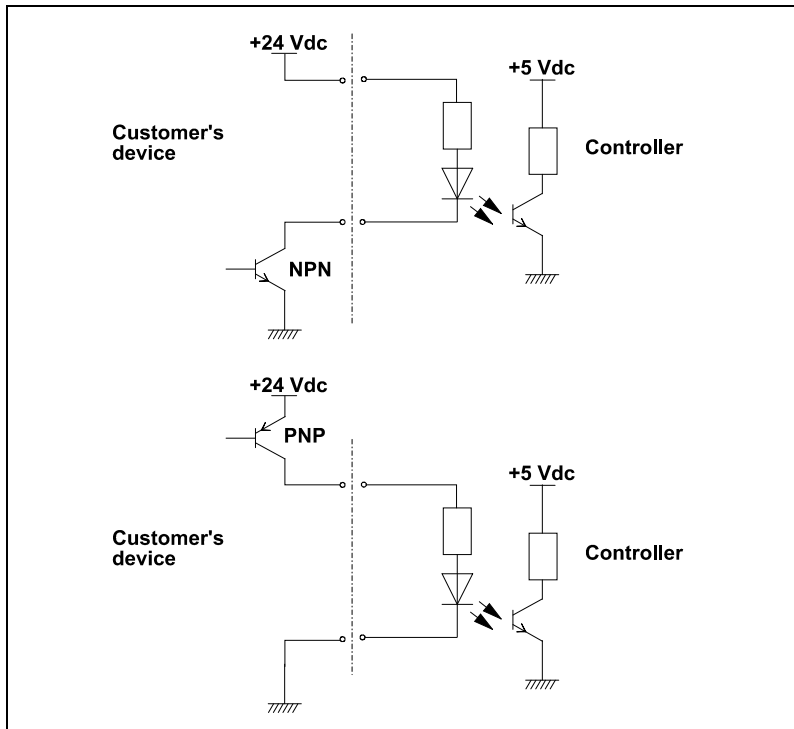 +24 Vdc
+5 Vdc
Customer's
device
Controller
NPN
+24 Vdc
PNP
+5 Vdc
Customer's
device
Controller